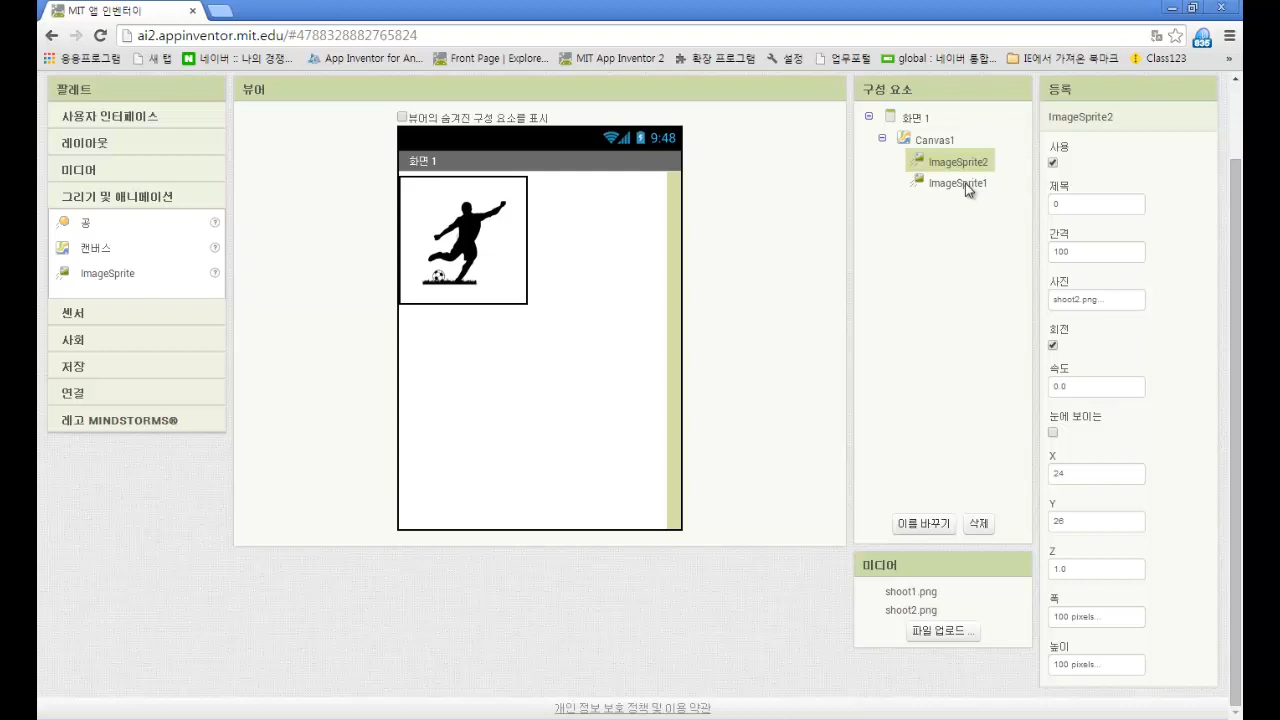 MIT 앱 인벤터이
ai2.appinventor.mit.edu/#4788328882765824
응용프로그램 새 탭 네이버 :: 나의 경쟁... App Inventor for An... Front Page | Explore... MIT App Inventor 2 확장 프로그램 설정 업무포털 global : 네이버 통합... IE에서 가져온 북마크 Class123 »
835
팔레트
사용자 인터페이스
레이아웃
미디어
그리기 및 애니메이션
공
캔버스
ImageSprite
센서
사회
저장
연결
레고 MINDSTORMS®
뷰어
뷰어의 숨겨진 구성 요소를 표시
9:48
화면 1
구성 요소
화면 1
Canvas1
ImageSprite2
ImageSprite1
이름 바꾸기 삭제
미디어
shoot1.png
shoot2.png
파일 업로드 ...
등록
ImageSprite2
사용
제목
0
간격
100
사진
shoot2.png...
회전
속도
0.0
눈에 보이는
X
24
Y
26
Z
1.0
폭
100 pixels...
높이
100 pixels...
개인 정보 보호 정책 및 이용 약관